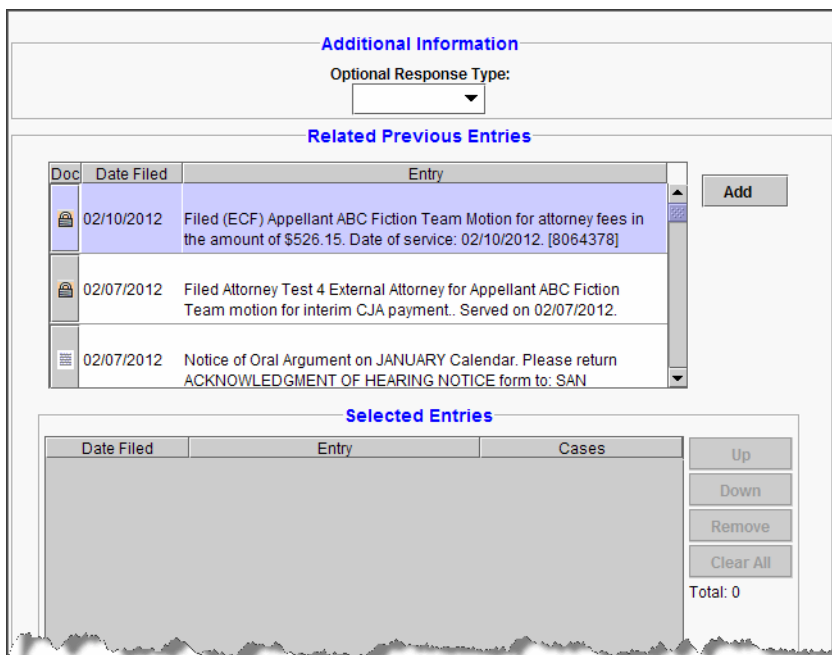 Additional Information
Optional Response Type:
Related Previous Entries
Doc Date Filed Entry
Add
02/10/2012 Filed (ECF) Appellant ABC Fiction Team Motion for attorney fees in
the amount of $526.15. Date of service: 02/10/2012. [8064378]
02/07/2012 Filed Attorney Test 4 External Attorney for Appellant ABC Fiction
Team motion for interim CJA payment.. Served on 02/07/2012.
02/07/2012 Notice of Oral Argument on JANUARY Calendar. Please return
ACKNOWLEDGMENT OF HEARING NOTICE form to: SAN
Selected Entries
Date Filed Entry Cases
Up
Down
Remove
Clear All
Total: 0